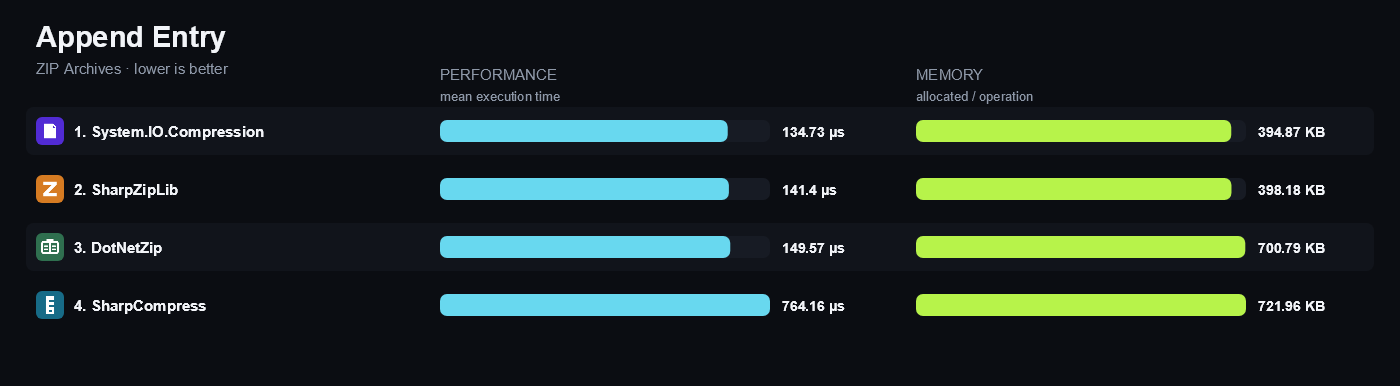 Append Entry
ZIP Archives · lower is better
PERFORMANCE
mean execution time
MEMORY
allocated / operation
1. System.IO.Compression 134.73 µs 394.87 KB
Z
2. SharpZipLib 141.4 µs 398.18 KB
3. DotNetZip 149.57 µs 700.79 KB
4. SharpCompress 764.16 µs 721.96 KB